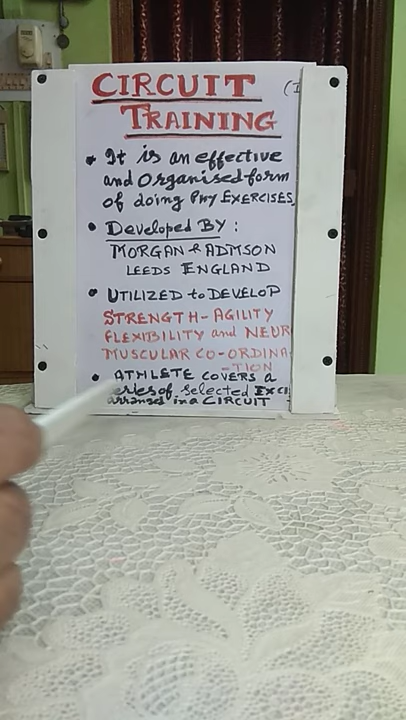 CIRCUIT
TRAINING
It is an effective
and organised form
of doing PHY EXERCISES
Developed BY:
MORGAN & ADMSON
LEEDS ENGLAND
UTILIZED to DEVELOP
STRENGTH-AGILITY
FLEXIBILITY and NEUR
MUSCULAR CO-ORDINA
-TION
ATHLETE COVERS a
eries of selected EXCI
arranged in a CIRCUIT